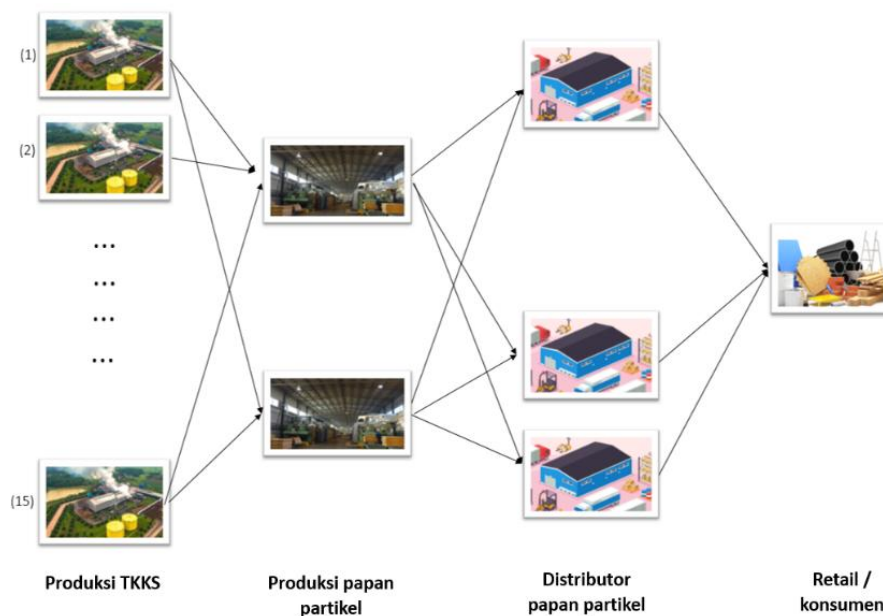 (1)
(2)
...
...
...
...
(15)
Produksi TKKS
Produksi papan
partikel
Distributor
papan partikel
Retail /
konsumen